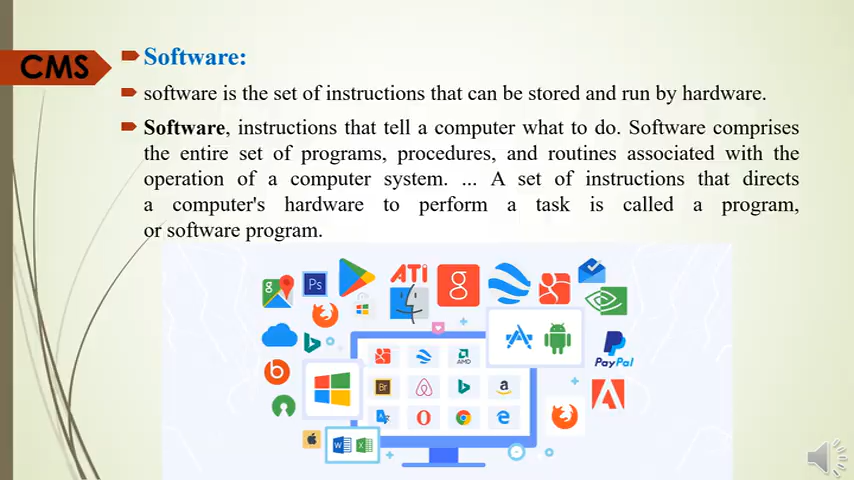 CMS
Software:
software is the set of instructions that can be stored and run by hardware.
Software, instructions that tell a computer what to do. Software comprises
the entire set of programs, procedures, and routines associated with the
operation of a computer system. ... A set of instructions that directs
a computer's hardware to perform a task is called a program,
or software program.
g
Ps
ATi
g
PayPal
AMD
Br
a
W
X